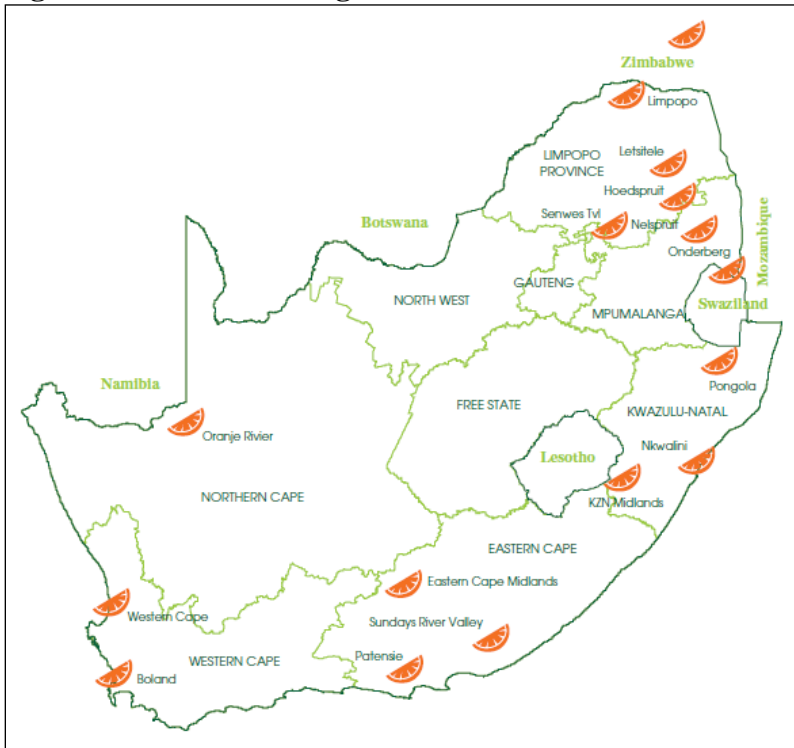 Zimbabwe
Limpopo
LIMPOPO
PROVINCE
Letsitele
Hoedspruit
Senwes Tvl
Nelspruit
Onderberg
Botswana
Mozambique
GAUTENG
NORTH WEST
MPUMALANGA
Swaziland
Namibia
Pongola
FREE STATE
KWAZULU-NATAL
Oranje Rivier
Nkwalini
Lesotho
NORTHERN CAPE
KZN Midlands
EASTERN CAPE
Eastern Cape Midlands
Western Cape
Sundays River Valley
WESTERN CAPE
Patensie
Boland